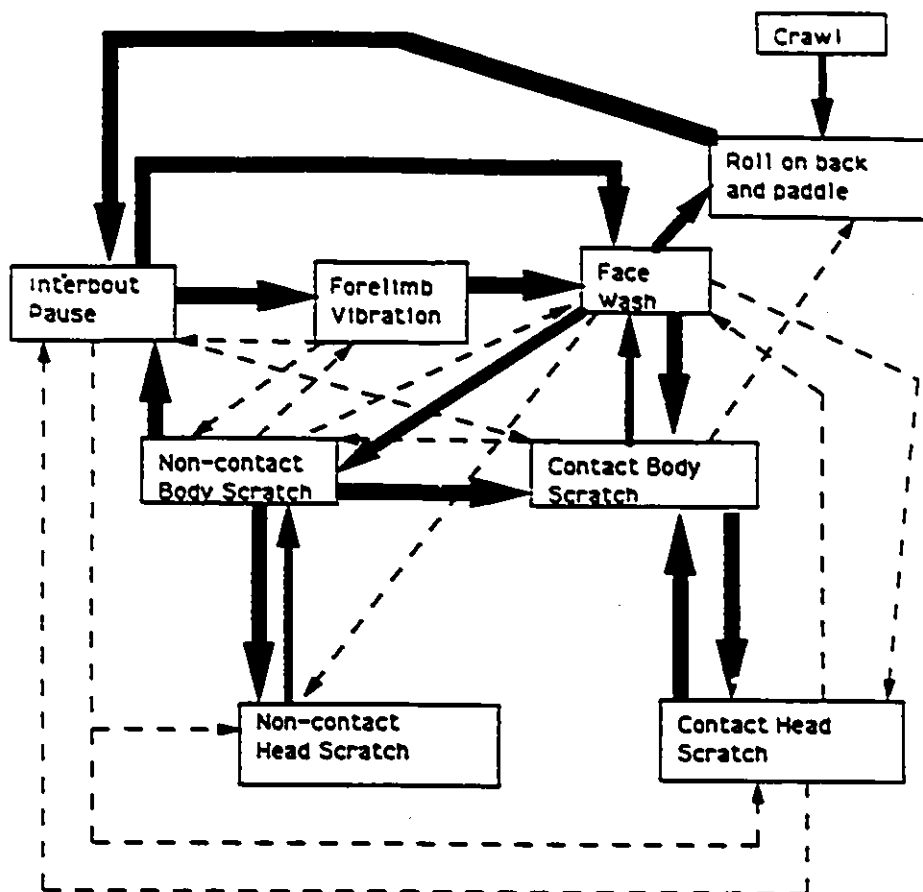 Crawl
Roll on back
and paddle
Interbout
Pause
Forelimb
Vibration
Face
Wash
Non-contact
Body Scratch
Contact Body
Scratch
Non-contact
Head Scratch
Contact Head
Scratch